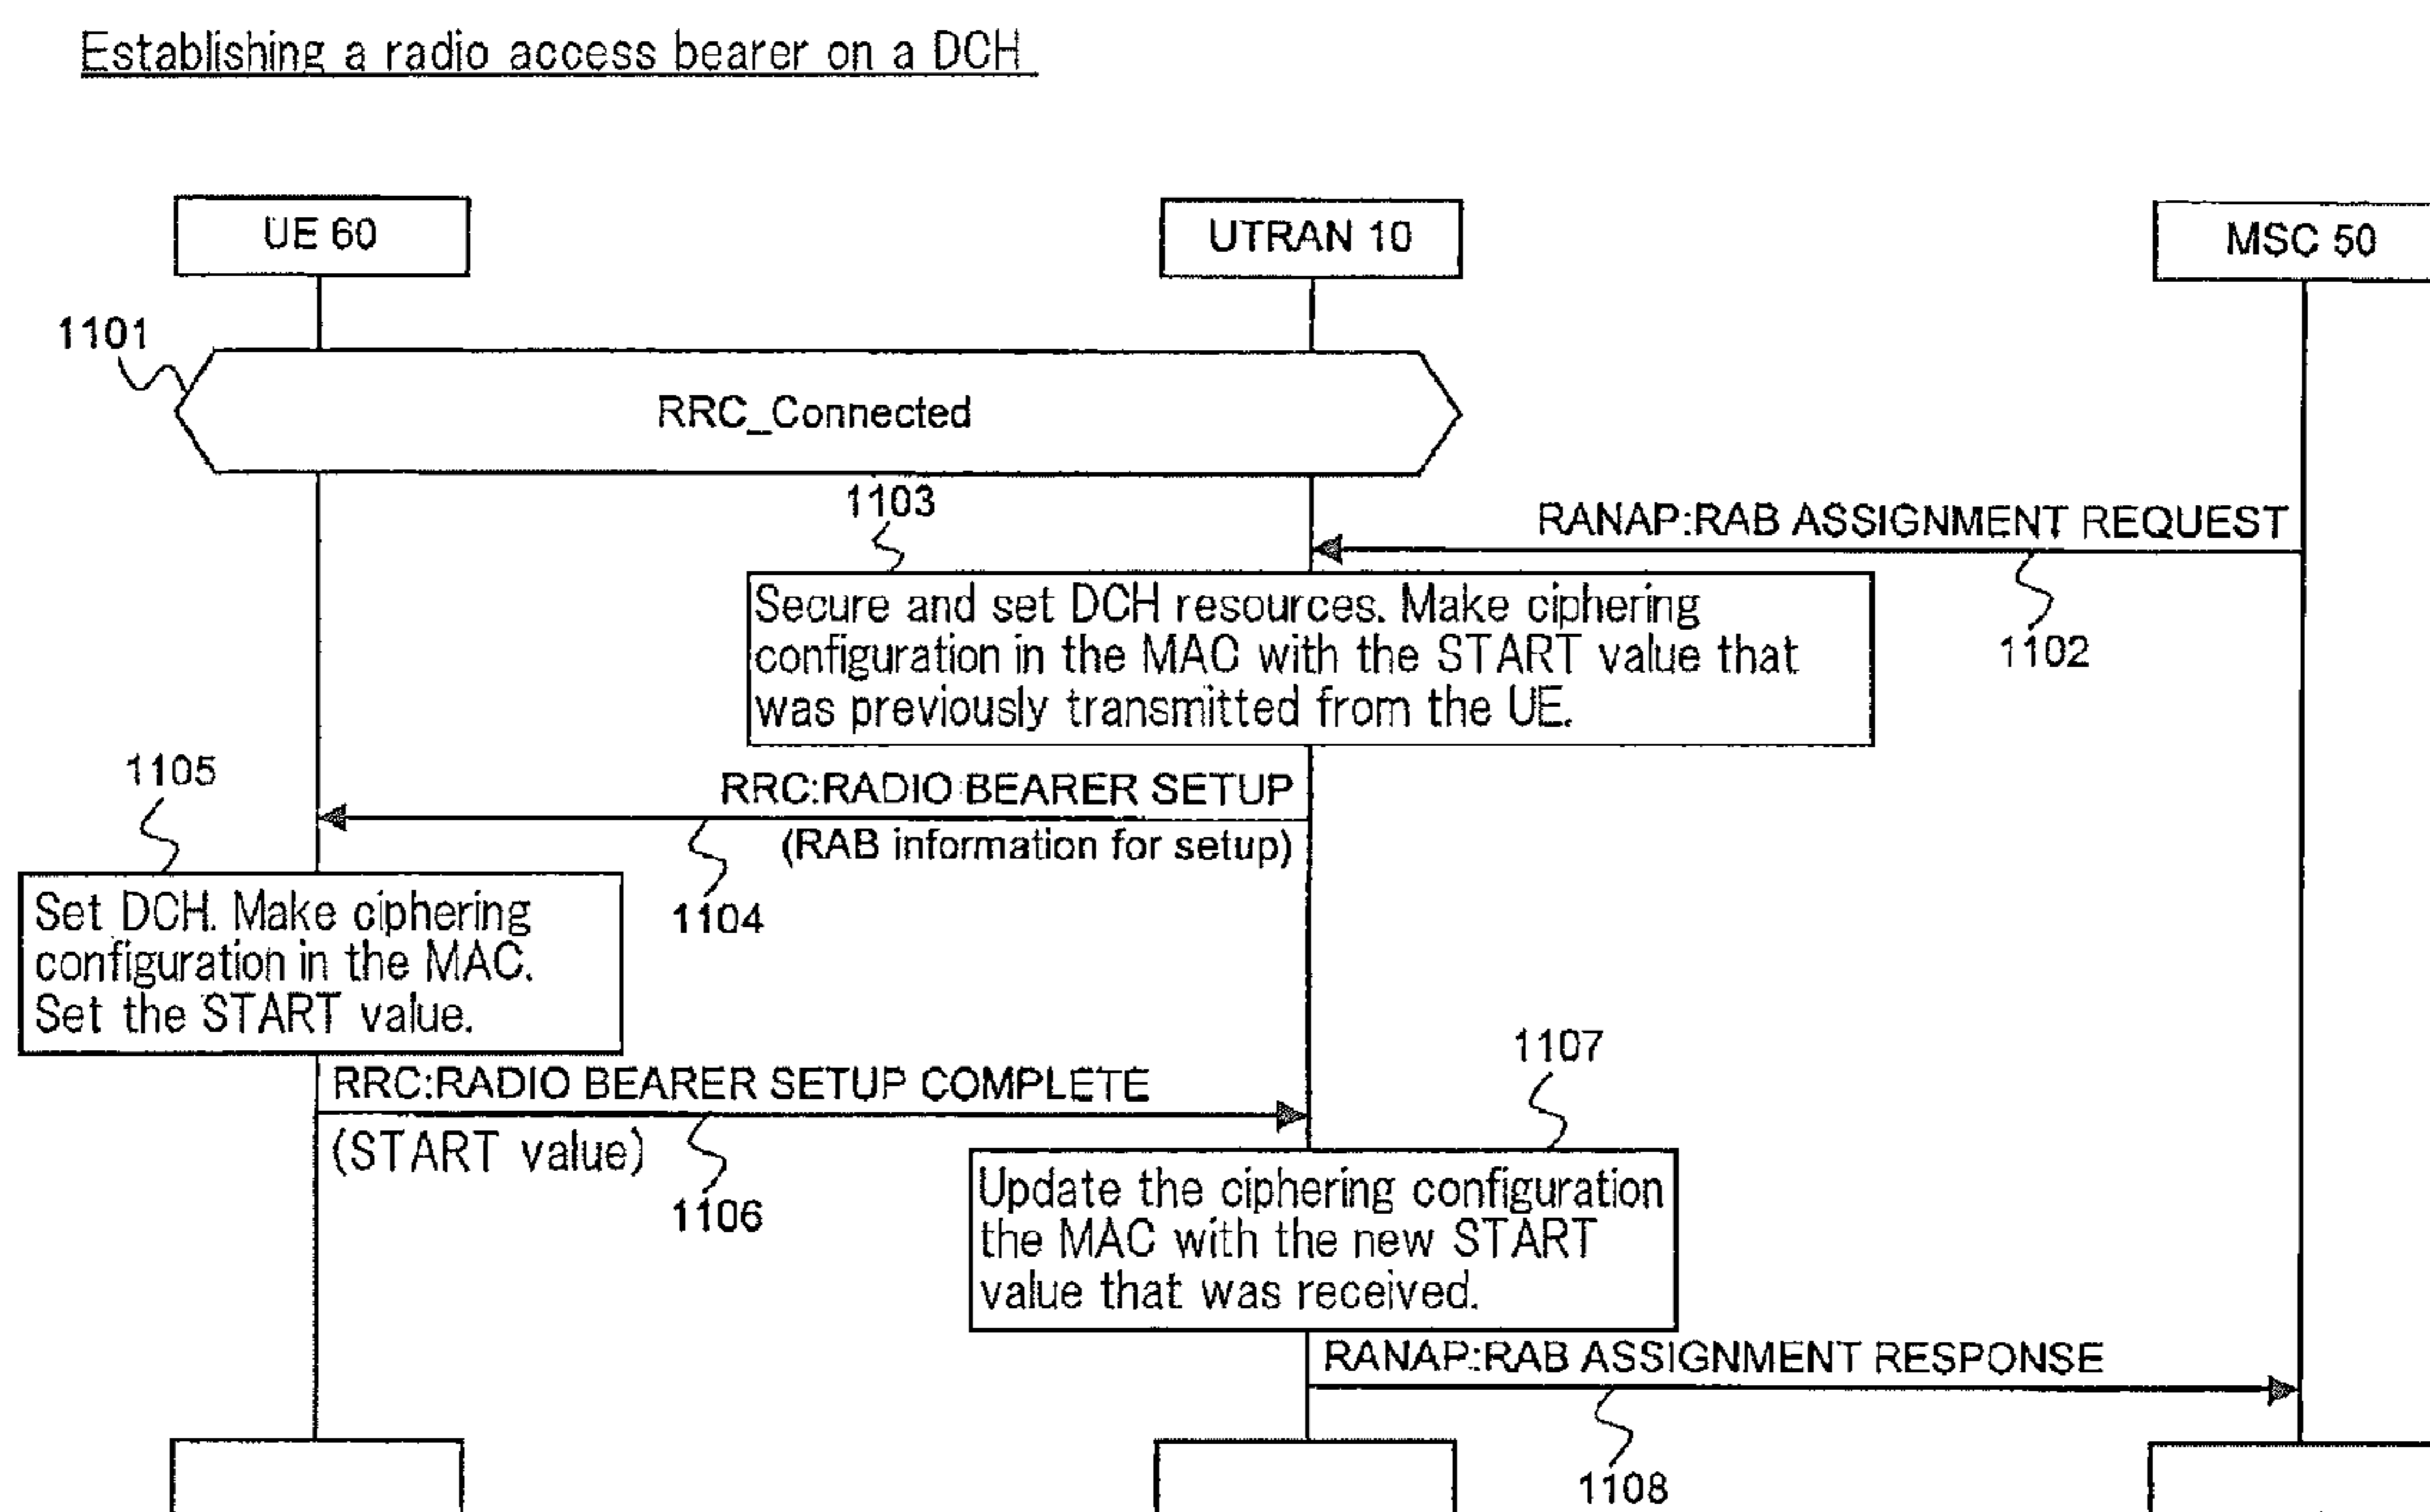 Establishing a radio access bearer on a DCH
UE 60
UTRAN 10
MSC 50
1101
RRC_Connected
1103
RANAP:RAB ASSIGNMENT REQUEST
1102
Secure and set DCH resources. Make ciphering
configuration in the MAC with the START value that
was previously transmitted from the UE.
1105
RRC:RADIO BEARER SETUP
(RAB information for setup)
1104
Set DCH. Make ciphering
configuration in the MAC.
Set the START value.
1107
RRC:RADIO BEARER SETUP COMPLETE
(START value)
1106
Update the ciphering configuration
the MAC with the new START
value that was received.
RANAP:RAB ASSIGNMENT RESPONSE
1108